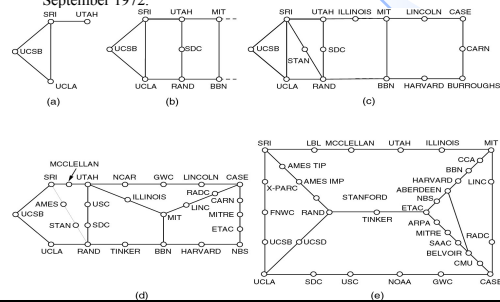 September 1972.
SRI UTAH
UCSB
UCLA
(a)
SRI UTAH MIT
UCSB SDC
UCLA RAND BBN
(b)
SRI UTAH ILLINOIS MIT LINCOLN CASE
UCSB SDC CARN
STAN
UCLA RAND BBN HARVARD BURROUGHS
(c)
MCCLELLAN
SRI UTAH NCAR GWC LINCOLN CASE
RADC
AMES USC ILLINOIS LINC CARN
UCSB MIT MITRE
STAN SDC ETAC
UCLA RAND TINKER BBN HARVARD NBS
(d)
SRI LBL MCCLELLAN UTAH ILLINOIS MIT
AMES TIP CCA
BBN
X-PARC AMES IMP HARVARD LINC
STANFORD ABERDEEN
NBS
FNWC RAND ETAC
TINKER ARPA
MITRE RADC
UCSB UCSD SAAC
BELVOIR
CMU
UCLA SDC USC NOAA GWC CASE
(e)